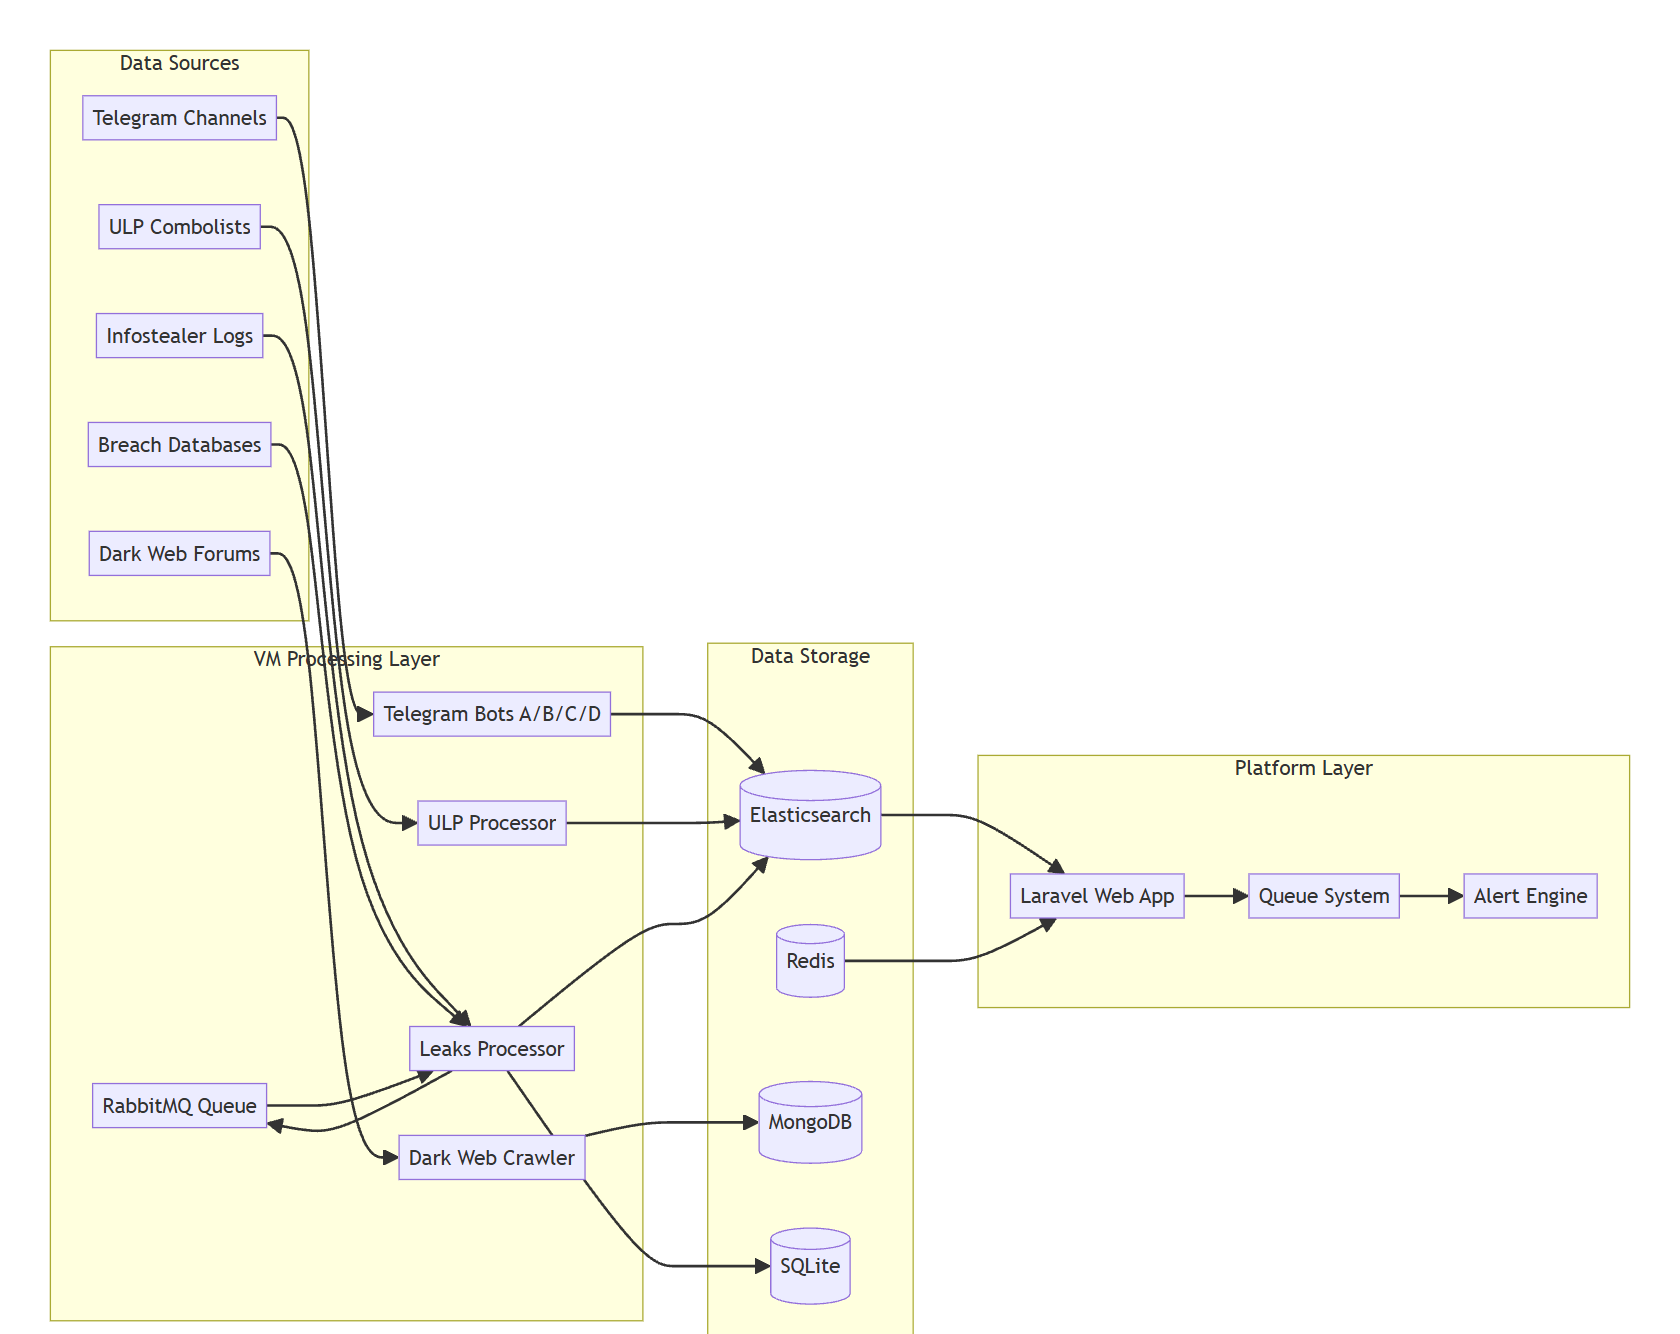 Data Sources
Telegram Channels
ULP Combolists
Infostealer Logs
Breach Databases
Dark Web Forums
VM Processing Layer
Telegram Bots A/B/C/D
ULP Processor
Leaks Processor
RabbitMQ Queue
Dark Web Crawler
Data Storage
Elasticsearch
Redis
MongoDB
SQLite
Platform Layer
Laravel Web App
Queue System
Alert Engine